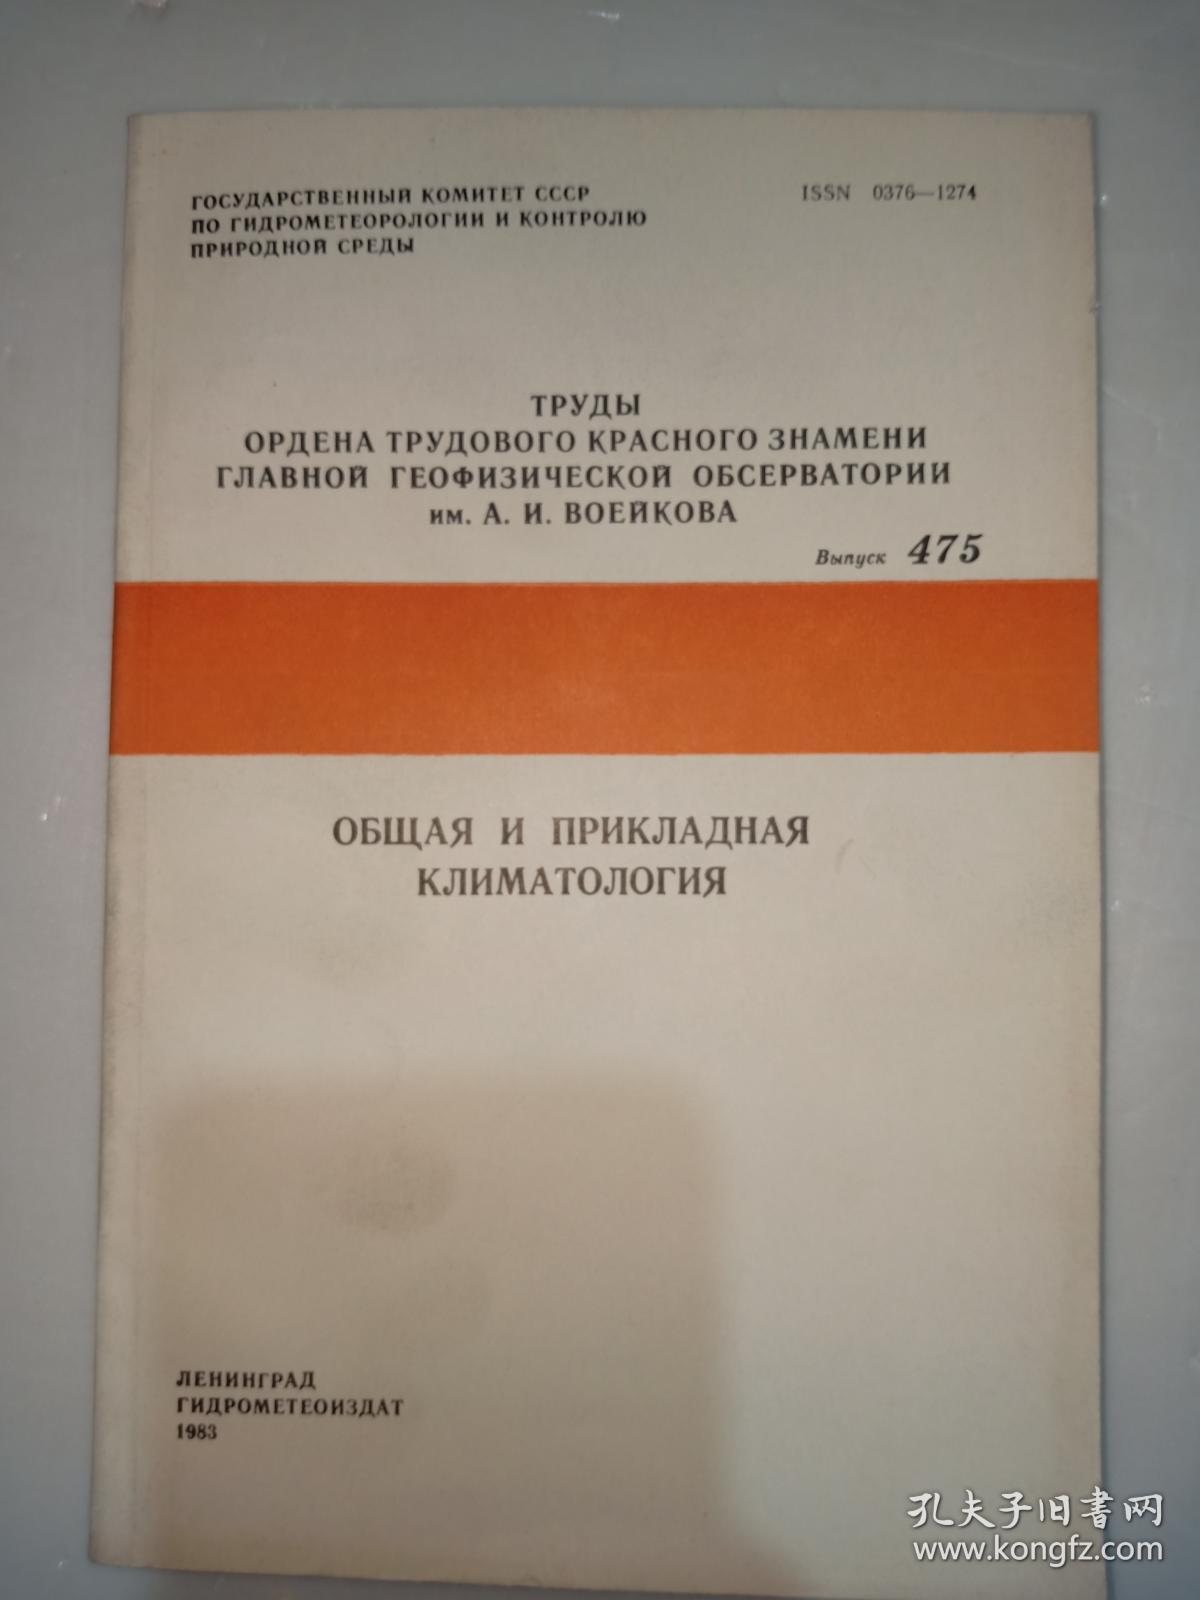 ГОСУДАРСТВЕННЫЙ КОМИТЕТ СССР
ПО ГИДРОМЕТЕОРОЛОГИИ И КОНТРОЛЮ
ПРИРОДНОЙ СРЕДЫ
ISSN 0376—1274
ТРУДЫ
ОРДЕНА ТРУДОВОГО КРАСНОГО ЗНАМЕНИ
ГЛАВНОЙ ГЕОФИЗИЧЕСКОЙ ОБСЕРВАТОРИИ
им. А. И. ВОЕЙКОВА
Выпуск 475
ОБЩАЯ И ПРИКЛАДНАЯ
КЛИМАТОЛОГИЯ
ЛЕНИНГРАД
ГИДРОМЕТЕОИЗДАТ
1983
孔夫子旧书网
www.kongfz.com